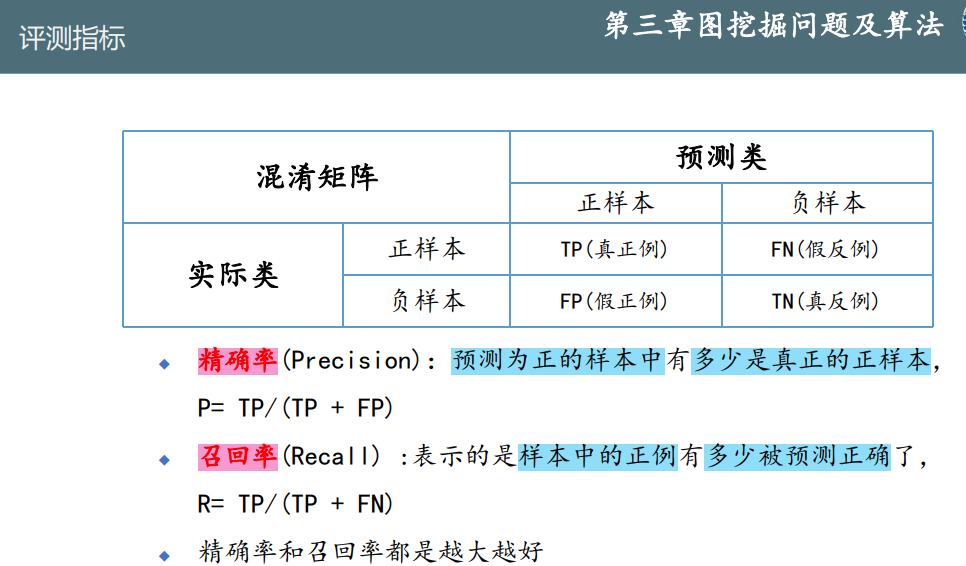 评测指标
第三章图挖掘问题及算法
混淆矩阵
预测类
正样本
负样本
实际类
正样本
TP(真正例)
FN(假反例)
负样本
FP(假正例)
TN(真反例)
精确率(Precision)：预测为正的样本中有多少是真正的正样本，
P= TP/(TP + FP)
召回率(Recall) :表示的是样本中的正例有多少被预测正确了，
R= TP/(TP + FN)
精确率和召回率都是越大越好